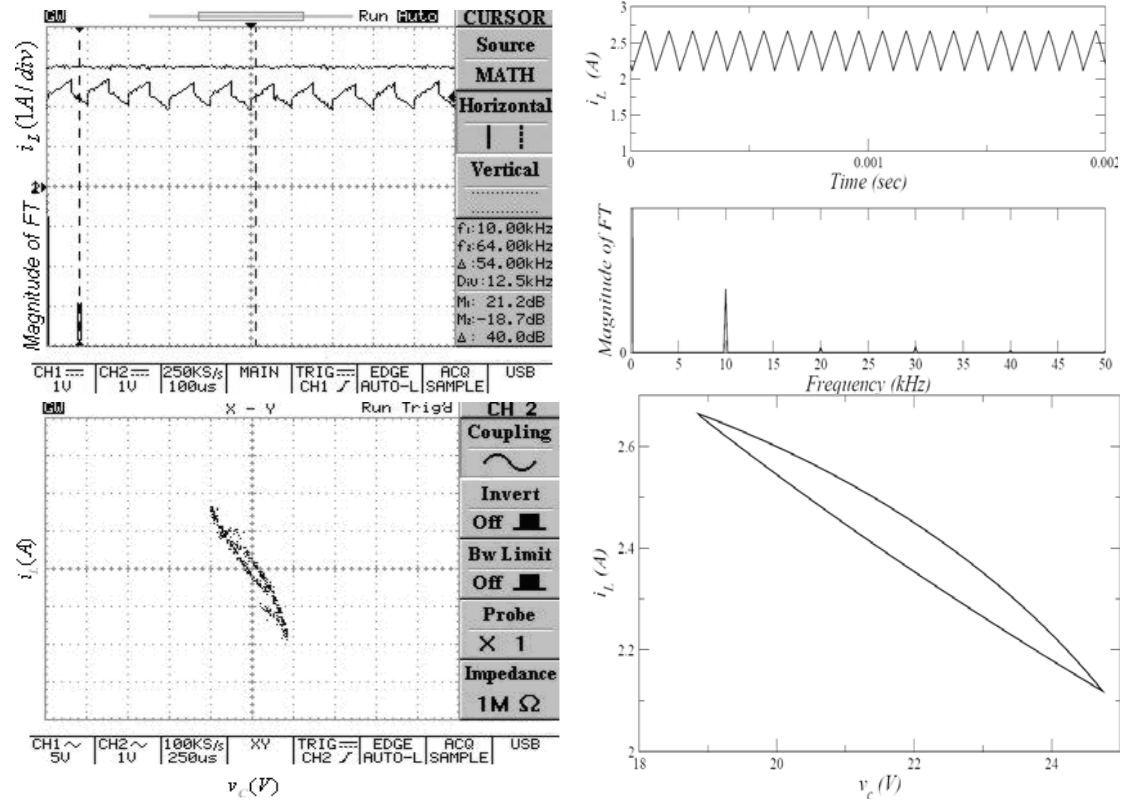 GW Run Auto
CURSOR
Source
MATH
Horizontal
Vertical
f₁:10.00kHz
f₂:64.00kHz
Δ:54.00kHz
Div:12.5kHz
M₁: 21.2dB
M₂:-18.7dB
Δ: 40.0dB
i_L (1A / div)
Magnitude of FT
2
CH1 CH2 250KS/s MAIN TRIG EDGE ACQ USB
1V 1V 100us CH1 AUTO-L SAMPLE
3
2.5
2
1.5
1
i_L (A)
0 0.001 0.002
Time (sec)
Magnitude of FT
0
0 5 10 15 20 25 30 35 40 45 50
Frequency (kHz)
GW X - Y Run Trig'd
CH 2
Coupling
Invert
Off
Bw Limit
Off
Probe
X 1
Impedance
1M Ω
i_L(A)
CH1~ CH2~ 100KS/s XY TRIG EDGE ACQ USB
5V 1V 250us CH2 AUTO-L SAMPLE
v_C(V)
2.6
2.4
2.2
2
i_L (A)
18 20 22 24
v_c (V)